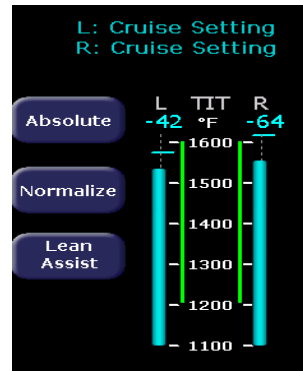 L: Cruise Setting
R: Cruise Setting
L TIT R
-42 °F -64
Absolute
Normalize
Lean
Assist
1600
1500
1400
1300
1200
1100